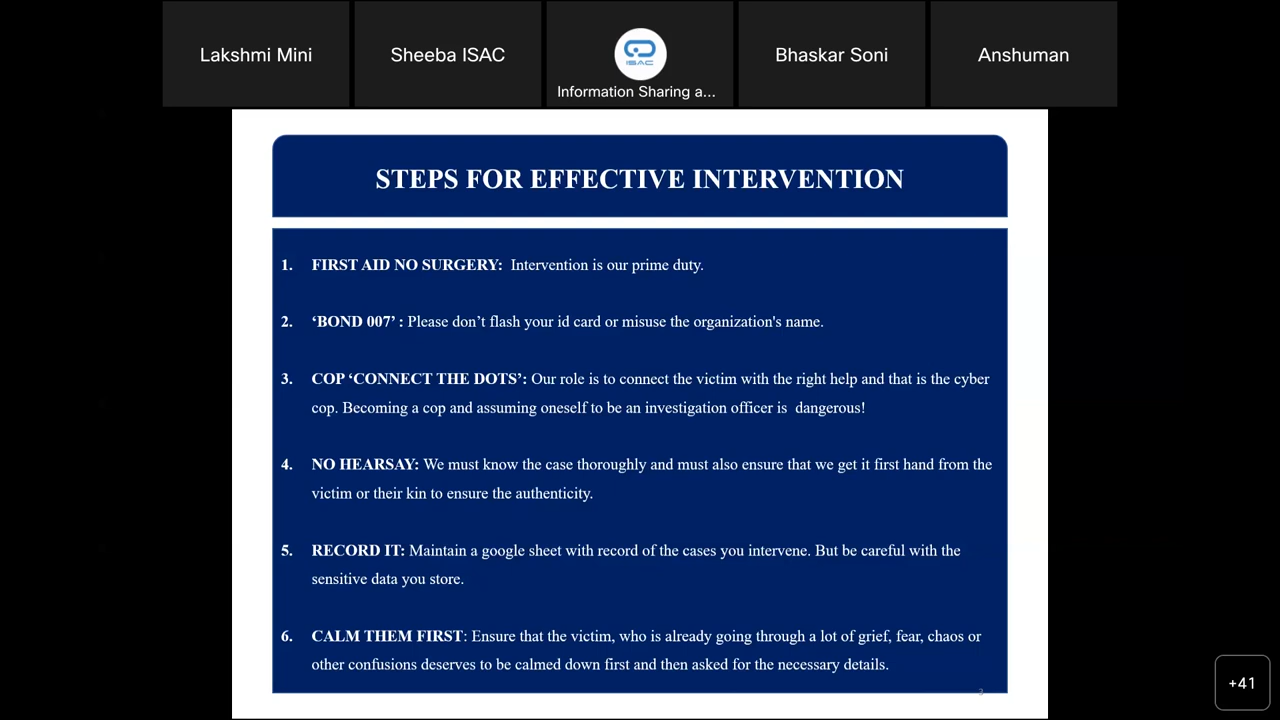 Lakshmi Mini
Sheeba ISAC
ISAC
Information Sharing a...
Bhaskar Soni
Anshuman
STEPS FOR EFFECTIVE INTERVENTION
1. FIRST AID NO SURGERY: Intervention is our prime duty.
2. ‘BOND 007’ : Please don’t flash your id card or misuse the organization's name.
3. COP ‘CONNECT THE DOTS’: Our role is to connect the victim with the right help and that is the cyber
cop. Becoming a cop and assuming oneself to be an investigation officer is dangerous!
4. NO HEARSAY: We must know the case thoroughly and must also ensure that we get it first hand from the
victim or their kin to ensure the authenticity.
5. RECORD IT: Maintain a google sheet with record of the cases you intervene. But be careful with the
sensitive data you store.
6. CALM THEM FIRST: Ensure that the victim, who is already going through a lot of grief, fear, chaos or
other confusions deserves to be calmed down first and then asked for the necessary details.
3
+41